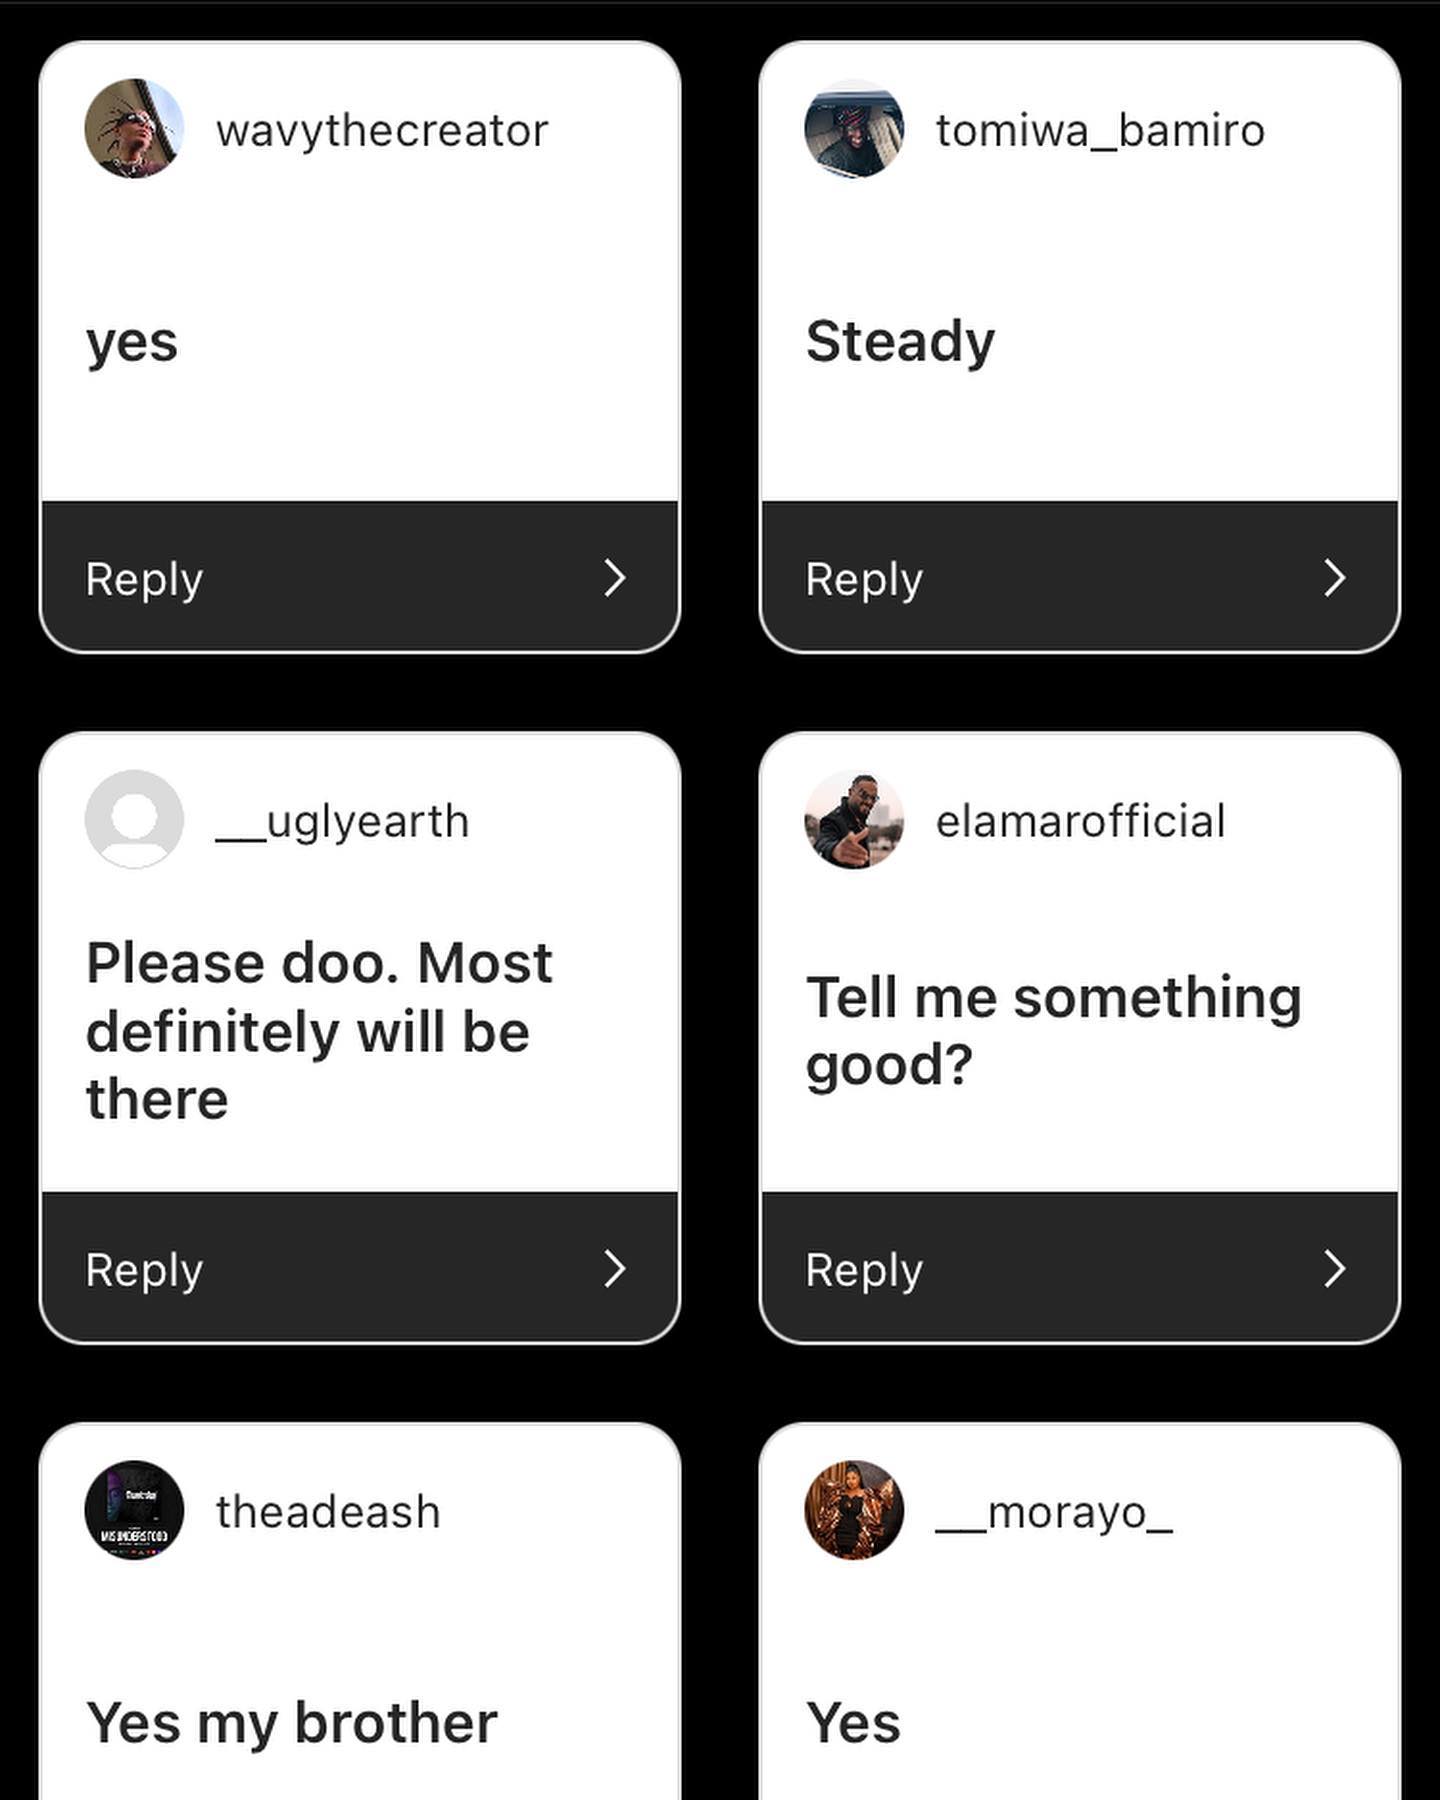 wavythecreator
yes
Reply
tomiwa_bamiro
Steady
Reply
__uglyearth
Please doo. Most
definitely will be
there
Reply
elamarofficial
Tell me something
good?
Reply
theadeash
MISUNDERSTOOD
Yes my brother
__morayo_
Yes